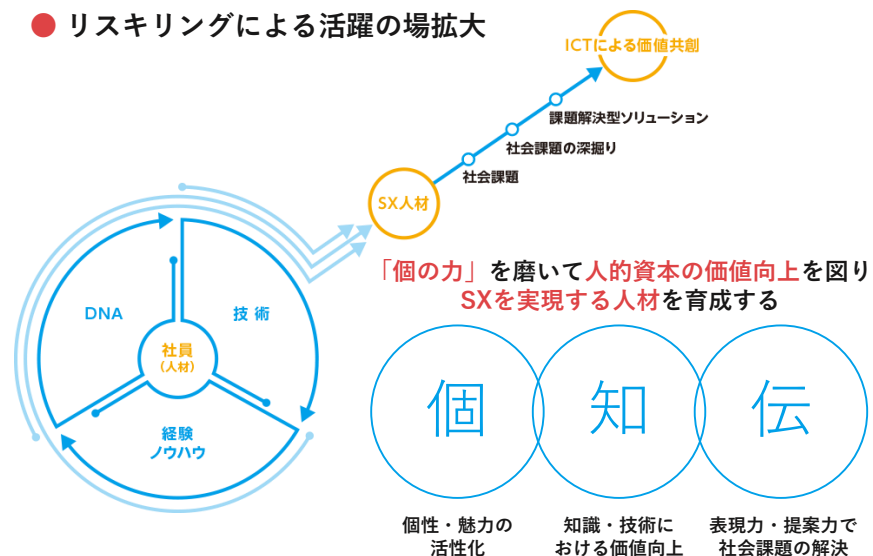 ● リスキリングによる活躍の場拡大
ICTによる価値共創
課題解決型ソリューション
社会課題の深掘り
社会課題
SX人材
DNA
技術
社員
(人材)
経験
ノウハウ
「個の力」を磨いて人的資本の価値向上を図り
SXを実現する人材を育成する
個
知
伝
個性・魅力の
活性化
知識・技術に
おける価値向上
表現力・提案力で
社会課題の解決